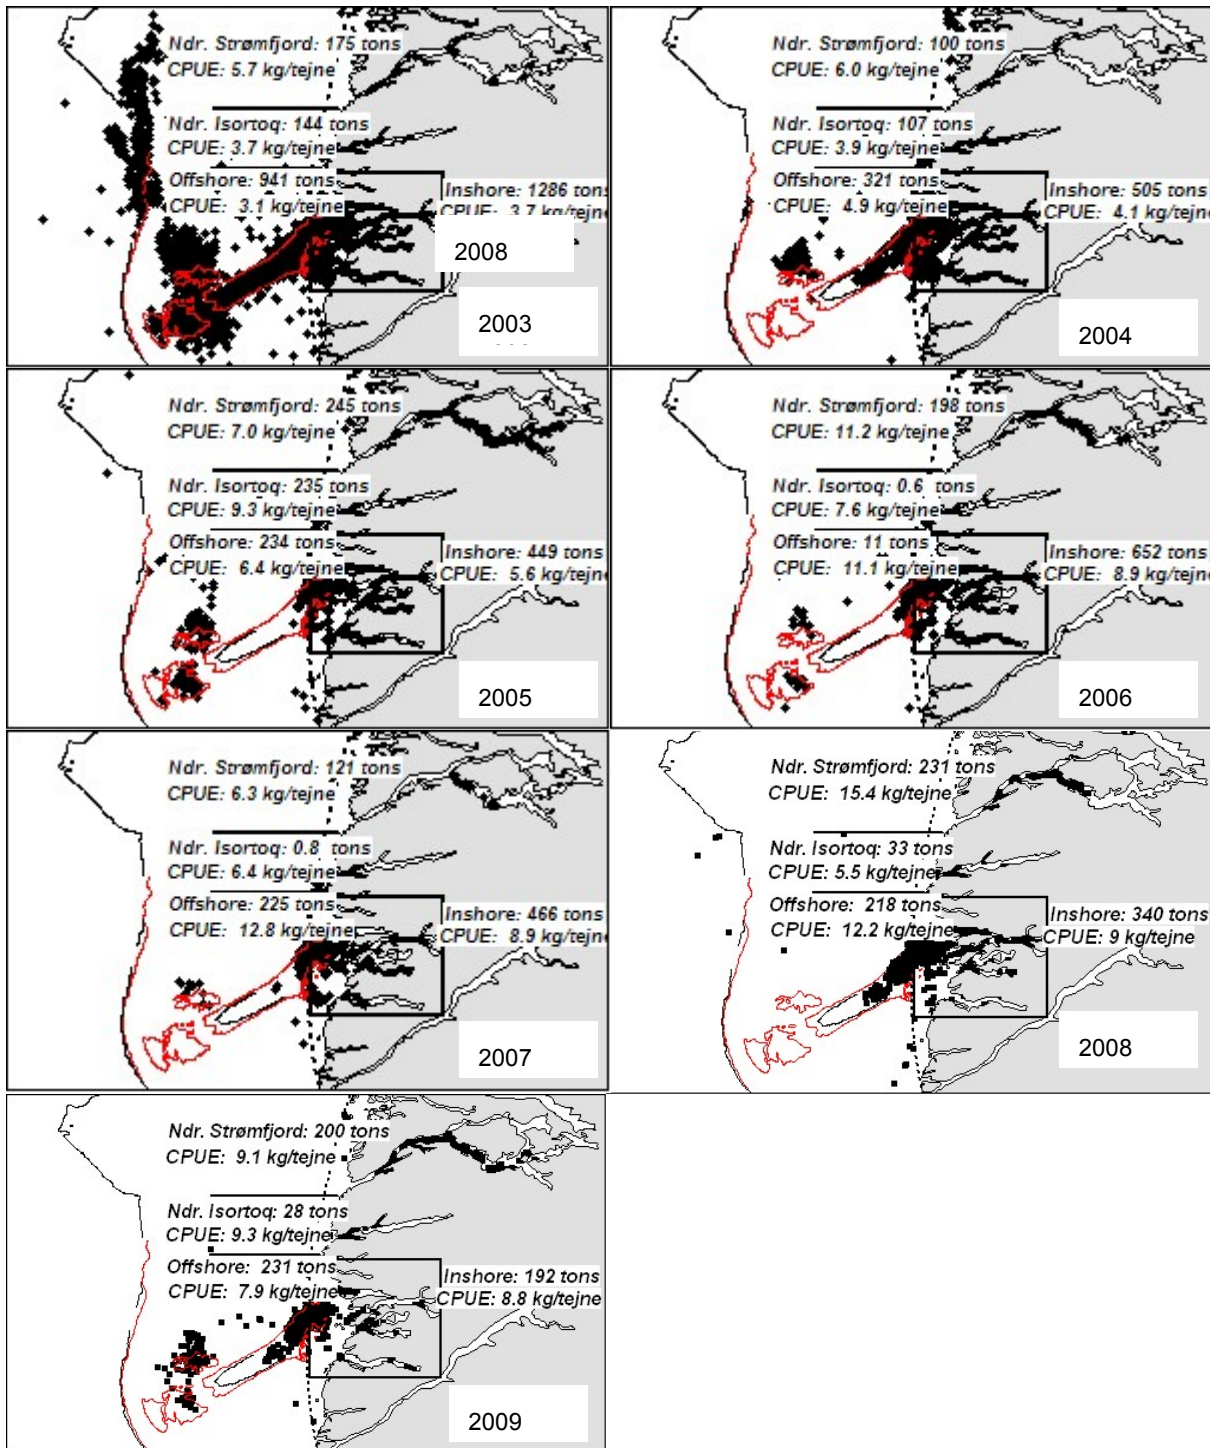 Ndr. Strømfjord: 175 tons
CPUE: 5.7 kg/tejne
Ndr. Isortoq: 144 tons
CPUE: 3.7 kg/tejne
Offshore: 941 tons
CPUE: 3.1 kg/tejne
Inshore: 1286 tons
CPUE: 3.7 kg/tejne
2008
2003
Ndr. Strømfjord: 100 tons
CPUE: 6.0 kg/tejne
Ndr. Isortoq: 107 tons
CPUE: 3.9 kg/tejne
Offshore: 321 tons
CPUE: 4.9 kg/tejne
Inshore: 505 tons
CPUE: 4.1 kg/tejne
2004
Ndr. Strømfjord: 245 tons
CPUE: 7.0 kg/tejne
Ndr. Isortoq: 235 tons
CPUE: 9.3 kg/tejne
Offshore: 234 tons
CPUE: 6.4 kg/tejne
Inshore: 449 tons
CPUE: 5.6 kg/tejne
2005
Ndr. Strømfjord: 198 tons
CPUE: 11.2 kg/tejne
Ndr. Isortoq: 0.6 tons
CPUE: 7.6 kg/tejne
Offshore: 11 tons
CPUE: 11.1 kg/tejne
Inshore: 652 tons
CPUE: 8.9 kg/tejne
2006
Ndr. Strømfjord: 121 tons
CPUE: 6.3 kg/tejne
Ndr. Isortoq: 0.8 tons
CPUE: 6.4 kg/tejne
Offshore: 225 tons
CPUE: 12.8 kg/tejne
Inshore: 466 tons
CPUE: 8.9 kg/tejne
2007
Ndr. Strømfjord: 231 tons
CPUE: 15.4 kg/tejne
Ndr. Isortoq: 33 tons
CPUE: 5.5 kg/tejne
Offshore: 218 tons
CPUE: 12.2 kg/tejne
Inshore: 340 tons
CPUE: 9 kg/tejne
2008
Ndr. Strømfjord: 200 tons
CPUE: 9.1 kg/tejne
Ndr. Isortoq: 28 tons
CPUE: 9.3 kg/tejne
Offshore: 231 tons
CPUE: 7.9 kg/tejne
Inshore: 192 tons
CPUE: 8.8 kg/tejne
2009